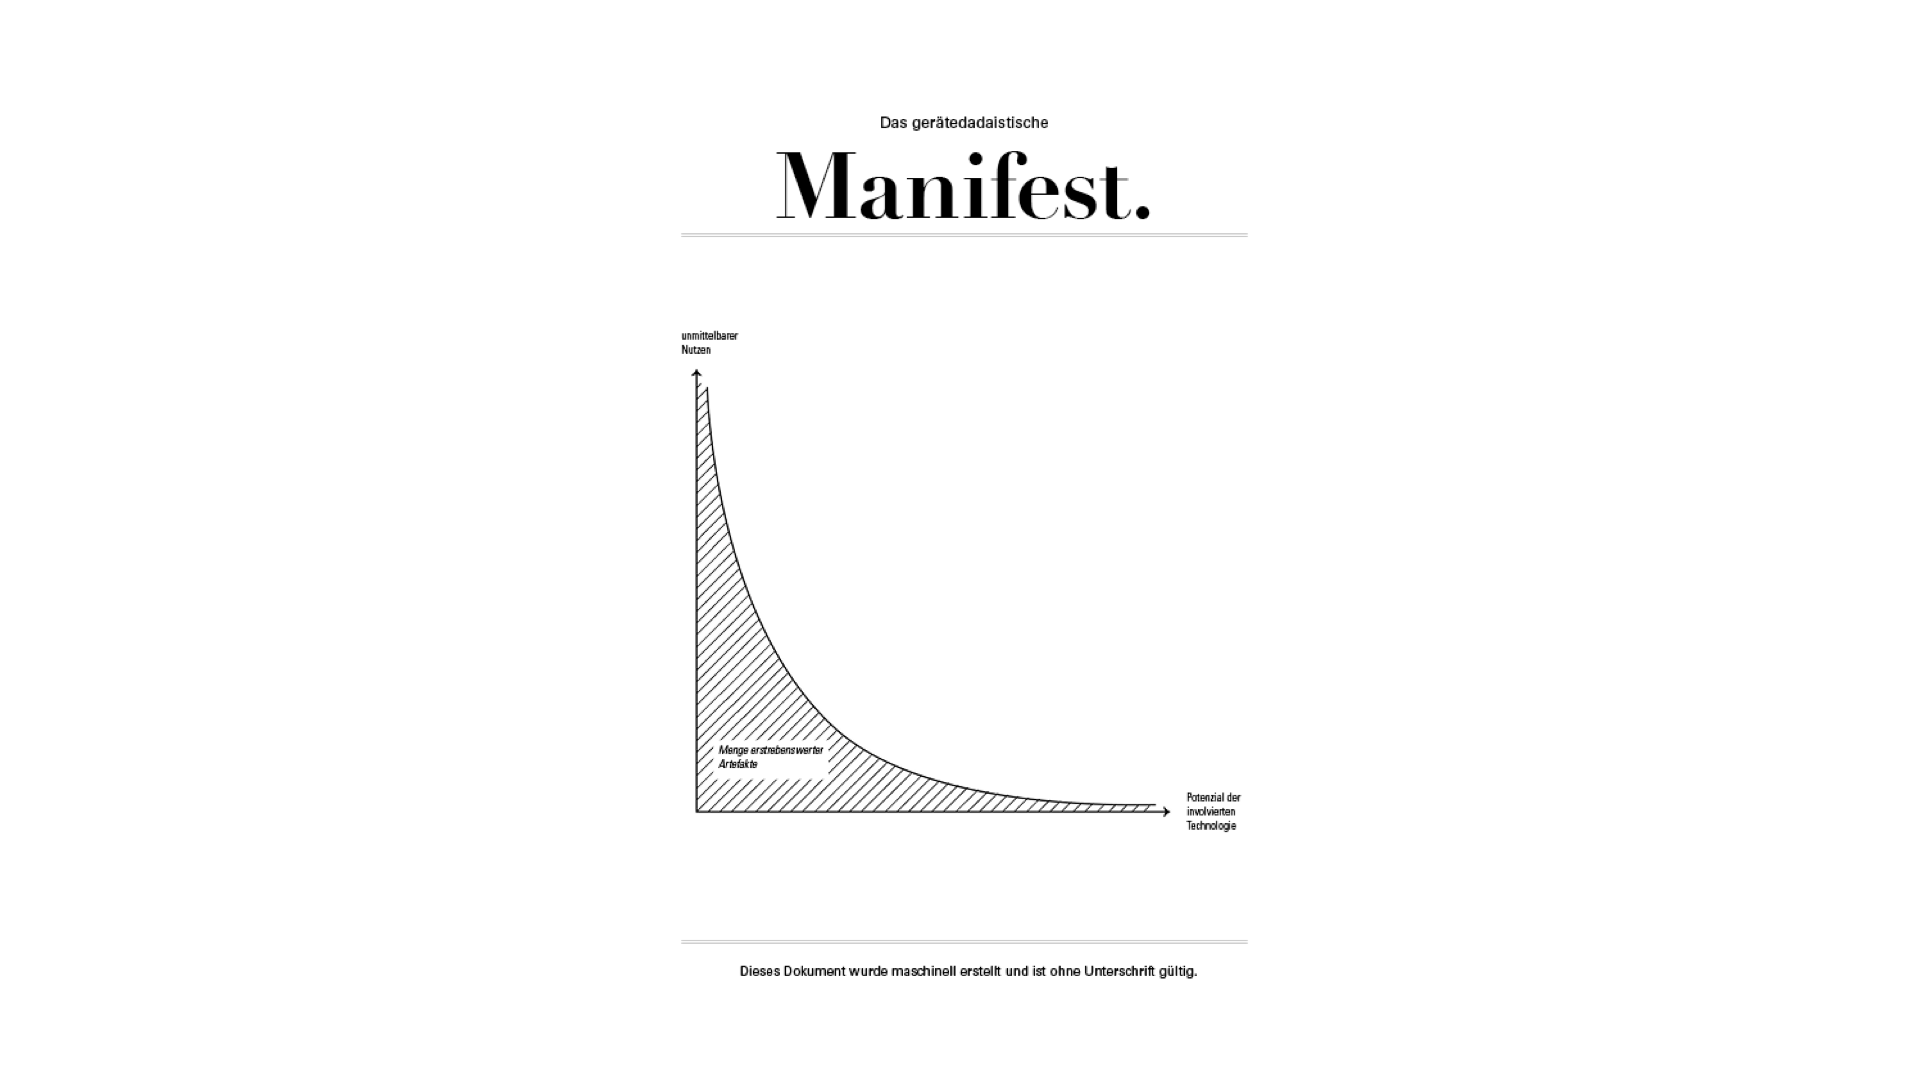 Das gerätedadaistische
Manifest.
unmittelbarer
Nutzen
Menge erstrebenswerter
Artefakte
Potenzial der
involvierten
Technologie
Dieses Dokument wurde maschinell erstellt und ist ohne Unterschrift gültig.